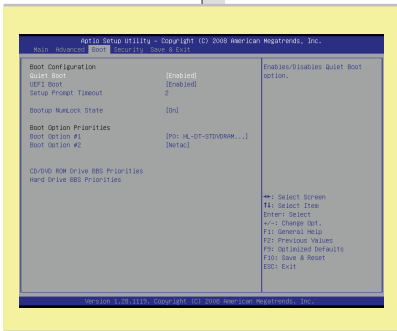 Aptio Setup Utility - Copyright (C) 2008 American Megatrends, Inc.
Main Advanced Boot Security Save & Exit
Boot Configuration
Quiet Boot [Enabled]
UEFI Boot [Enabled]
Setup Prompt Timeout 2
Bootup NumLock State [On]
Boot Option Priorities
Boot Option #1 [P0: HL-DT-STDVDRAM...]
Boot Option #2 [Netac]
CD/DVD ROM Drive BBS Priorities
Hard Drive BBS Priorities
Enables/Disables Quiet Boot
option.
↔: Select Screen
↑↓: Select Item
Enter: Select
+/-: Change Opt.
F1: General Help
F2: Previous Values
F9: Optimized Defaults
F10: Save & Reset
ESC: Exit
Version 1.28.1119. Copyright (C) 2008 American Megatrends, Inc.